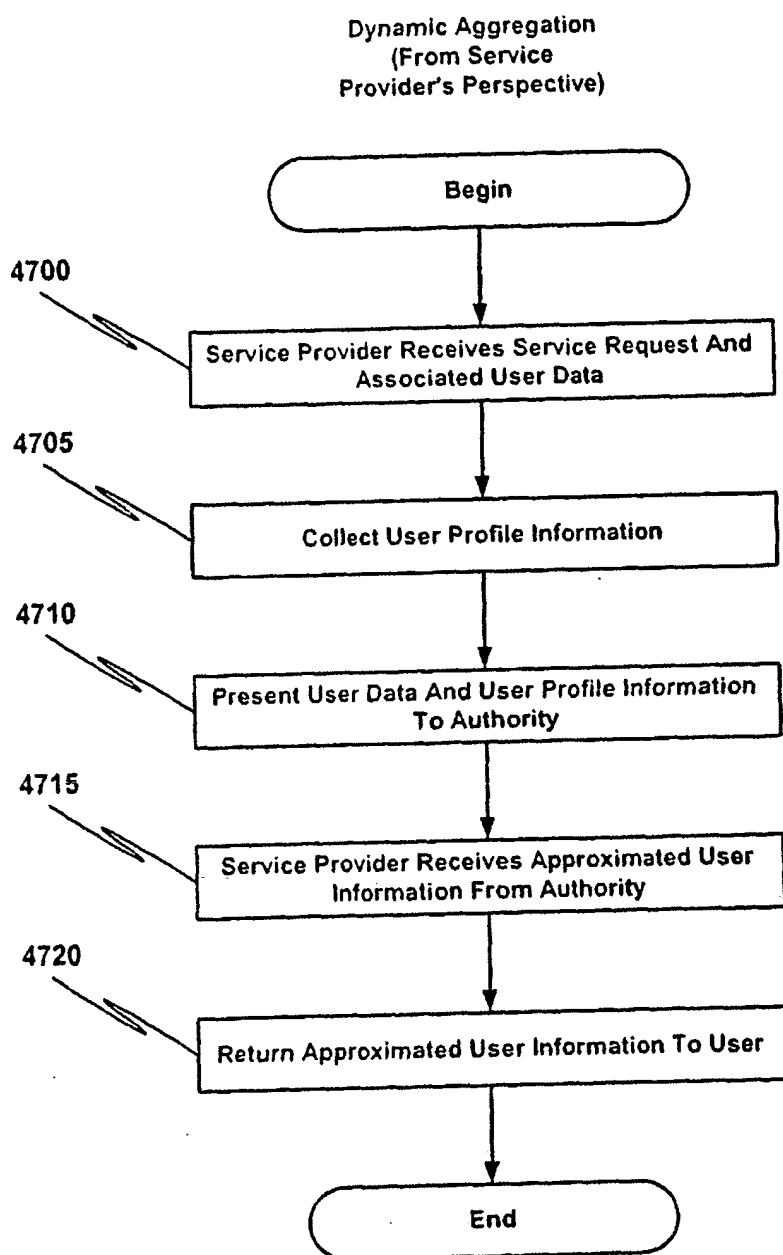 Dynamic Aggregation
(From Service
Provider's Perspective)
Begin
4700
Service Provider Receives Service Request And
Associated User Data
4705
Collect User Profile Information
4710
Present User Data And User Profile Information
To Authority
4715
Service Provider Receives Approximated User
Information From Authority
4720
Return Approximated User Information To User
End